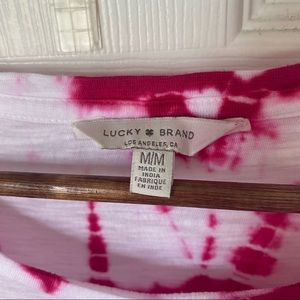 LUCKY BRAND
LOS ANGELES, CA
M/M
MADE IN
INDIA
FABRIQUÉ
EN INDE